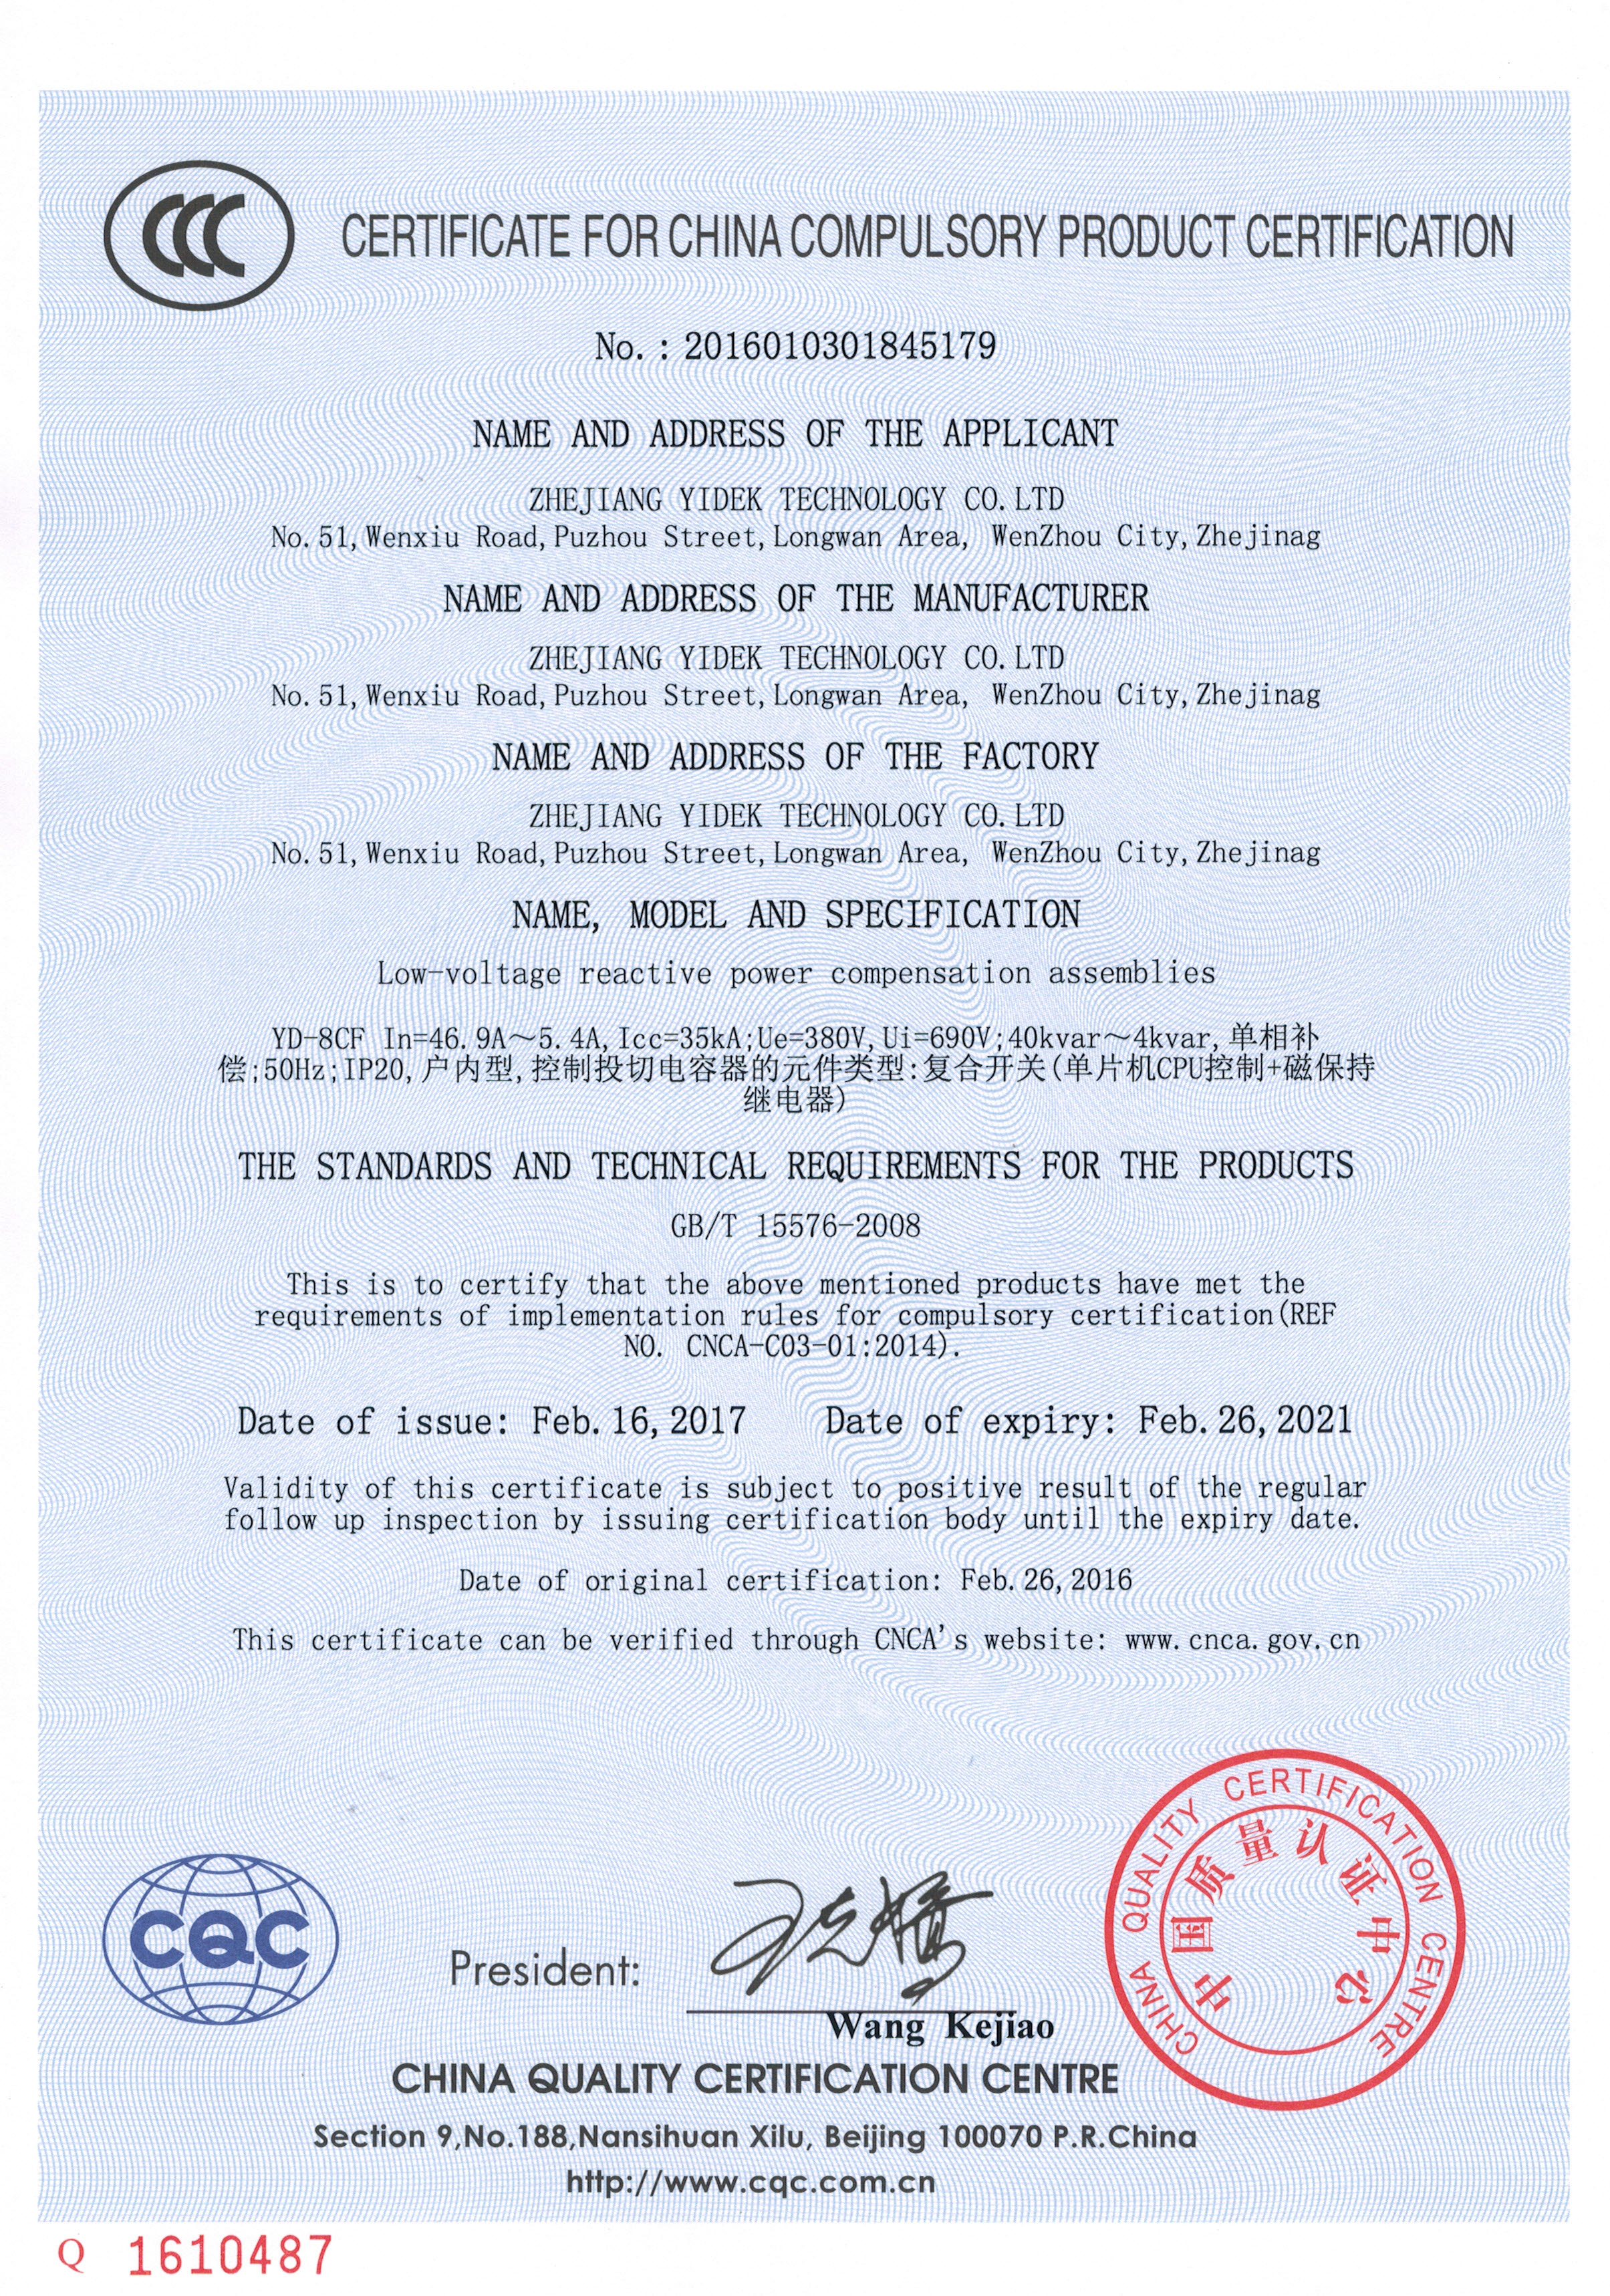 CCC
CERTIFICATE FOR CHINA COMPULSORY PRODUCT CERTIFICATION
No.: 2016010301845179
NAME AND ADDRESS OF THE APPLICANT
ZHEJIANG YIDEK TECHNOLOGY CO.LTD
No.51,Wenxiu Road,Puzhou Street,Longwan Area, WenZhou City,Zhejinag
NAME AND ADDRESS OF THE MANUFACTURER
ZHEJIANG YIDEK TECHNOLOGY CO.LTD
No.51,Wenxiu Road,Puzhou Street,Longwan Area, WenZhou City,Zhejinag
NAME AND ADDRESS OF THE FACTORY
ZHEJIANG YIDEK TECHNOLOGY CO.LTD
No.51,Wenxiu Road,Puzhou Street,Longwan Area, WenZhou City,Zhejinag
NAME, MODEL AND SPECIFICATION
Low-voltage reactive power compensation assemblies
YD-8CF In=46.9A～5.4A,Icc=35kA;Ue=380V,Ui=690V;40kvar～4kvar,单相补
偿;50Hz;IP20,户内型,控制投切电容器的元件类型:复合开关(单片机CPU控制+磁保持
继电器)
THE STANDARDS AND TECHNICAL REQUIREMENTS FOR THE PRODUCTS
GB/T 15576-2008
This is to certify that the above mentioned products have met the
requirements of implementation rules for compulsory certification(REF
NO. CNCA-C03-01:2014).
Date of issue: Feb.16,2017 Date of expiry: Feb.26,2021
Validity of this certificate is subject to positive result of the regular
follow up inspection by issuing certification body until the expiry date.
Date of original certification: Feb.26,2016
This certificate can be verified through CNCA's website: www.cnca.gov.cn
CHINA QUALITY CERTIFICATION CENTRE
中国质量认证中心
CQC
President:
王克娇
Wang Kejiao
CHINA QUALITY CERTIFICATION CENTRE
Section 9,No.188,Nansihuan Xilu, Beijing 100070 P.R.China
http://www.cqc.com.cn
Q 1610487